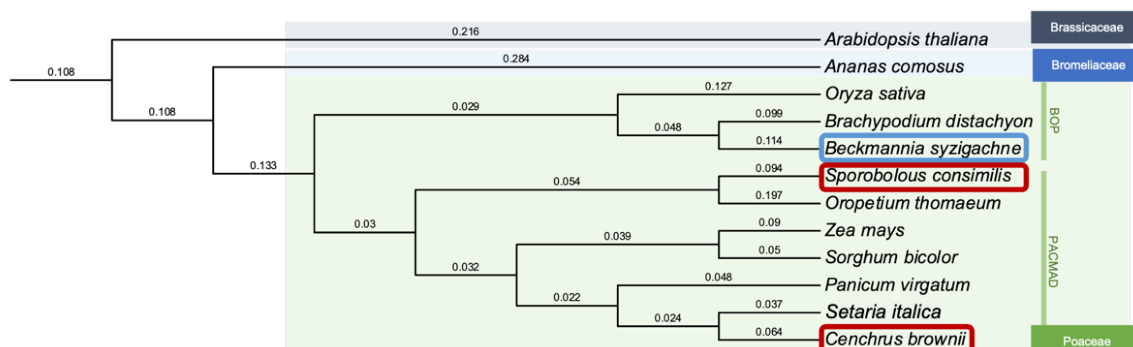 0.216 Arabidopsis thaliana Brassicaceae
0.108
0.284 Ananas comosus Bromeliaceae
0.108
0.127 Oryza sativa
0.029
0.099 Brachypodium distachyon
0.048
0.114 Beckmannia syzigachne
BOP
0.133
0.094 Sporobolous consimilis
0.054
0.197 Oropetium thomaeum
0.03
0.09 Zea mays
0.039
0.05 Sorghum bicolor
0.032
0.048 Panicum virgatum
0.022
0.037 Setaria italica
0.024
0.064 Cenchrus brownii
PACMAD
Poaceae